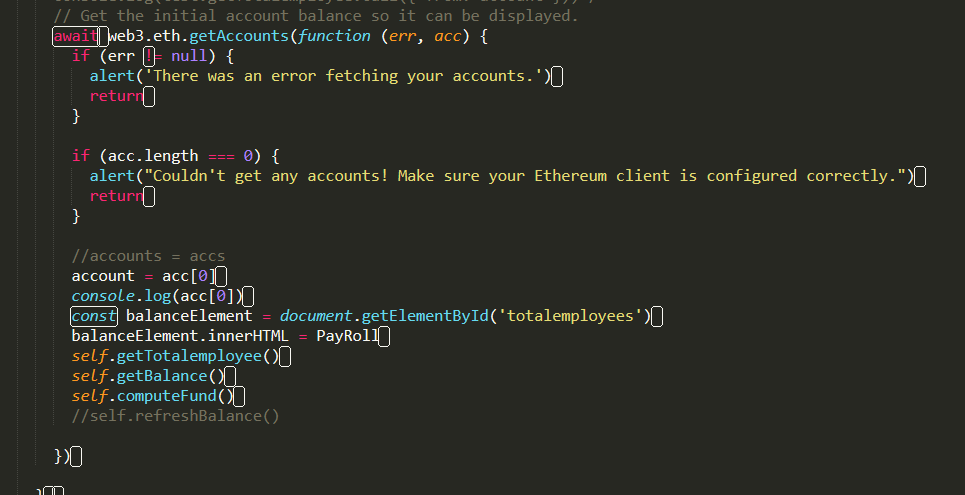 // Get the initial account balance so it can be displayed.
await web3.eth.getAccounts(function (err, acc) {
if (err != null) {
alert('There was an error fetching your accounts.')
return
}
if (acc.length === 0) {
alert("Couldn't get any accounts! Make sure your Ethereum client is configured correctly.")
return
}
//accounts = accs
account = acc[0]
console.log(acc[0])
const balanceElement = document.getElementById('totalemployees')
balanceElement.innerHTML = PayRoll
self.getTotalemployee()
self.getBalance()
self.computeFund()
//self.refreshBalance()
})